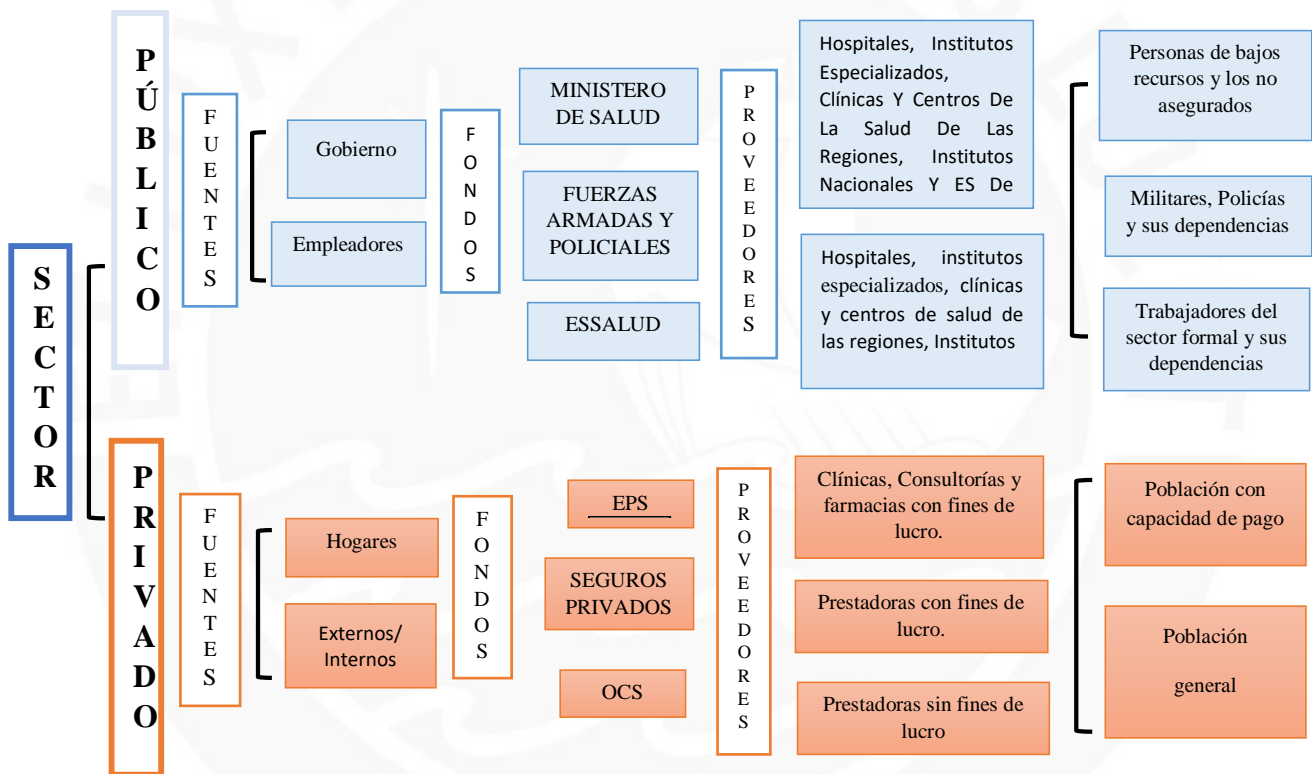 SECTOR
PÚBLICO
FUENTES
Gobierno
Empleadores
FONDOS
MINISTERO
DE SALUD
FUERZAS
ARMADAS Y
POLICIALES
ESSALUD
PROVEEDORES
Hospitales, Institutos
Especializados,
Clínicas Y Centros De
La Salud De Las
Regiones, Institutos
Nacionales Y ES De
Hospitales, institutos
especializados, clínicas
y centros de salud de
las regiones, Institutos
Personas de bajos
recursos y los no
asegurados
Militares, Policías
y sus dependencias
Trabajadores del
sector formal y sus
dependencias
PRIVADO
FUENTES
Hogares
Externos/
Internos
FONDOS
EPS
SEGUROS
PRIVADOS
OCS
PROVEEDORES
Clínicas, Consultorías y
farmacias con fines de
lucro.
Prestadoras con fines de
lucro.
Prestadoras sin fines de
lucro
Población con
capacidad de pago
Población
general